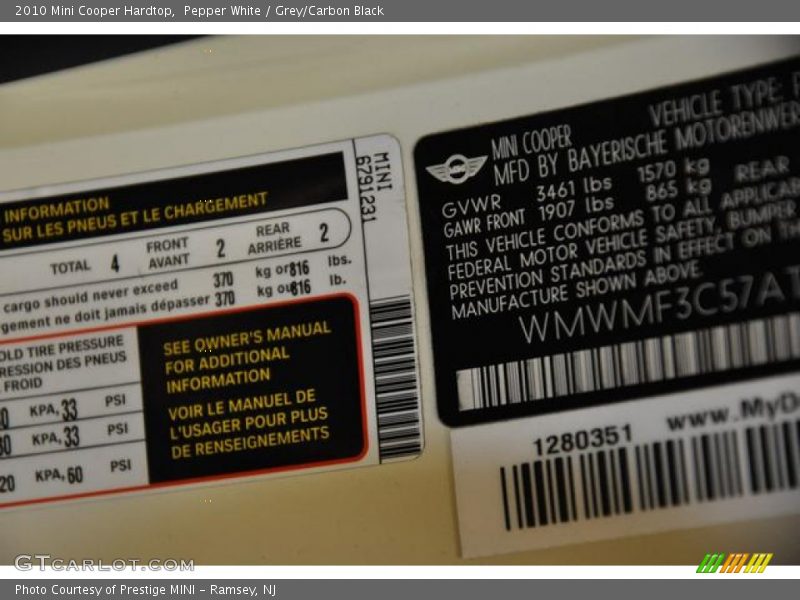 2010 Mini Cooper Hardtop,  Pepper White / Grey/Carbon Black
INFORMATION
SUR LES PNEUS ET LE CHARGEMENT
TOTAL 4 FRONT AVANT 2 REAR ARRIÈRE 2
cargo should never exceed 370 kg or 816 lbs.
gement ne doit jamais dépasser 370 kg ou 816 lb.
OLD TIRE PRESSURE
RESSION DES PNEUS
FROID
KPA, 33 PSI
KPA, 33 PSI
20 KPA, 60 PSI
SEE OWNER'S MANUAL
FOR ADDITIONAL
INFORMATION
VOIR LE MANUEL DE
L'USAGER POUR PLUS
DE RENSEIGNEMENTS
MINI
6791231
MINI COOPER VEHICLE TYPE: P
MFD BY BAYERISCHE MOTORENWER
GVWR 3461 lbs 1570 kg
GAWR FRONT 1907 lbs 865 kg REAR
THIS VEHICLE CONFORMS TO ALL APPLICAB
FEDERAL MOTOR VEHICLE SAFETY, BUMPER
PREVENTION STANDARDS IN EFFECT ON TH
MANUFACTURE SHOWN ABOVE
WMWMF3C57AT
1280351 www.MyD
GTCARLOT.COM
Photo Courtesy of Prestige MINI - Ramsey, NJ